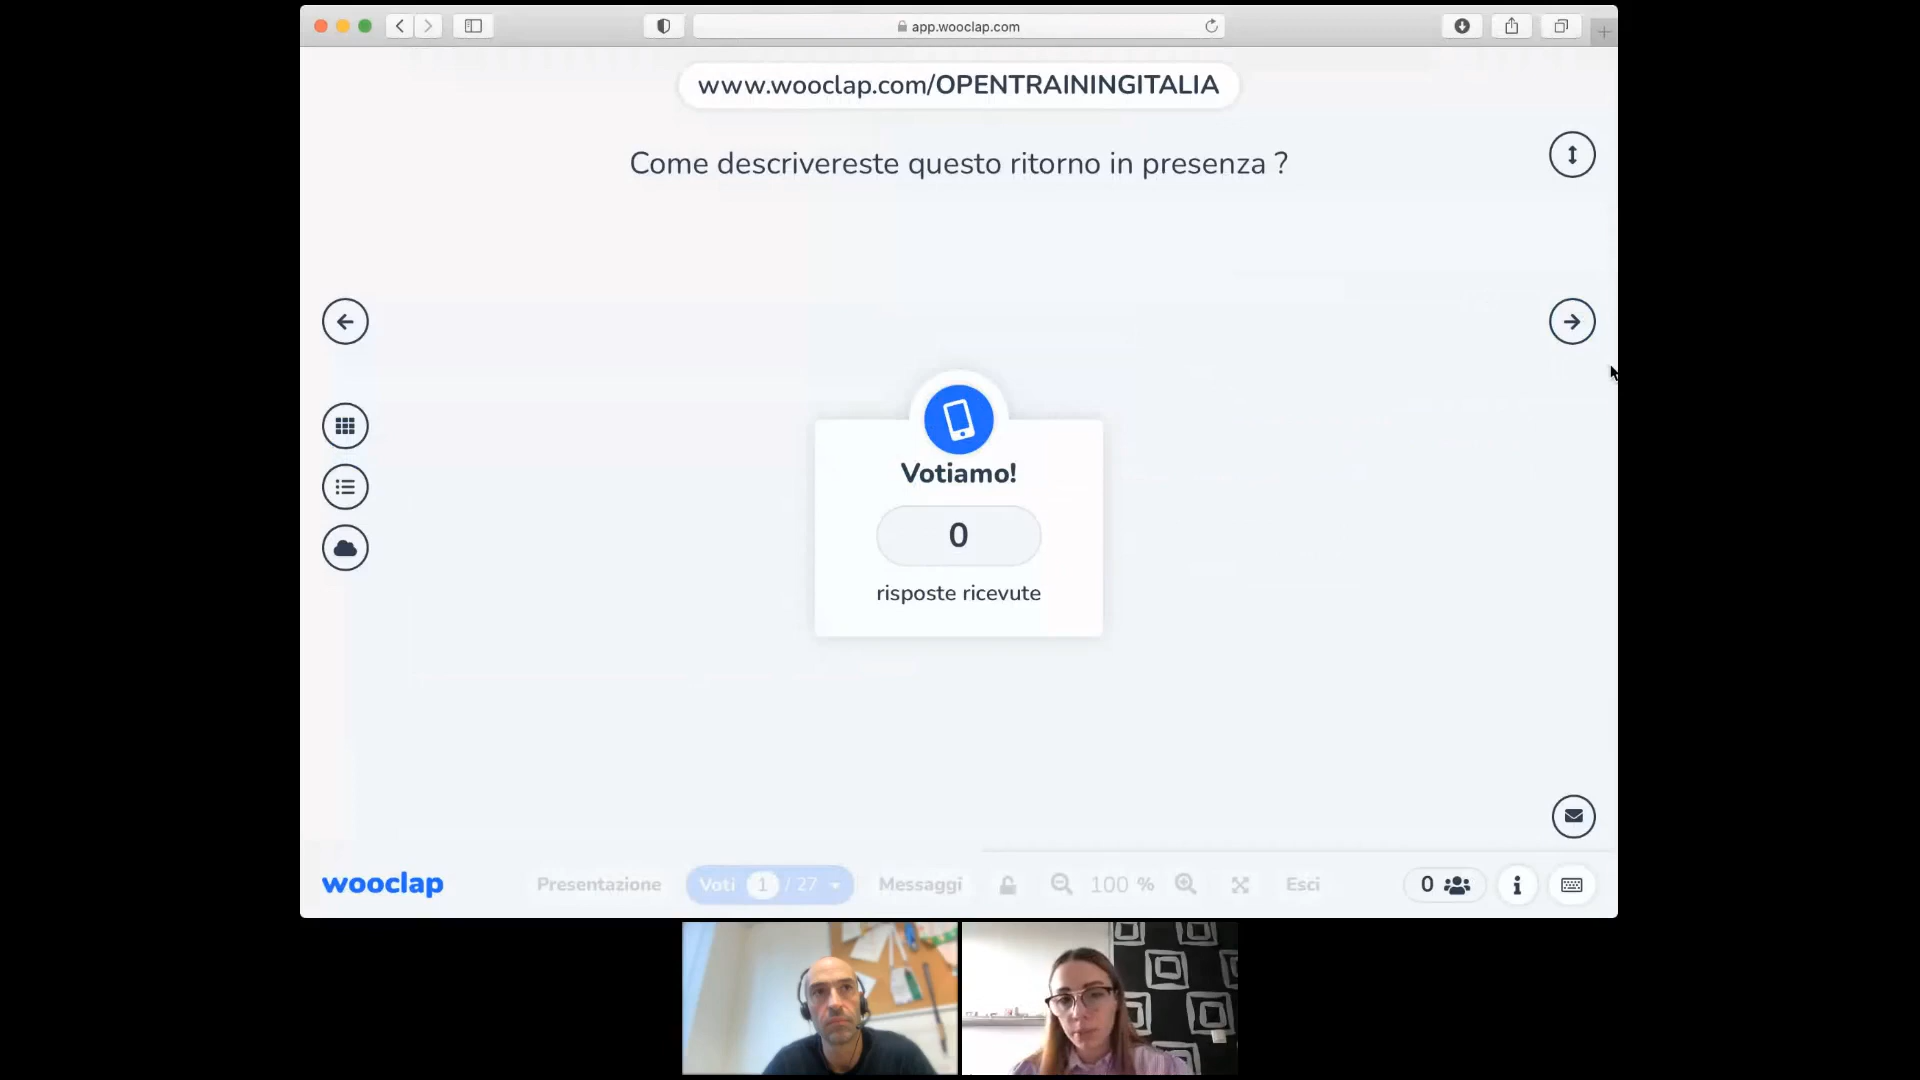 app.wooclap.com
www.wooclap.com/OPENTRAININGITALIA
Come descrivereste questo ritorno in presenza ?
Votiamo!
0
risposte ricevute
wooclap
Presentazione
Voti 1 / 27
Messaggi
100 %
Esci
0